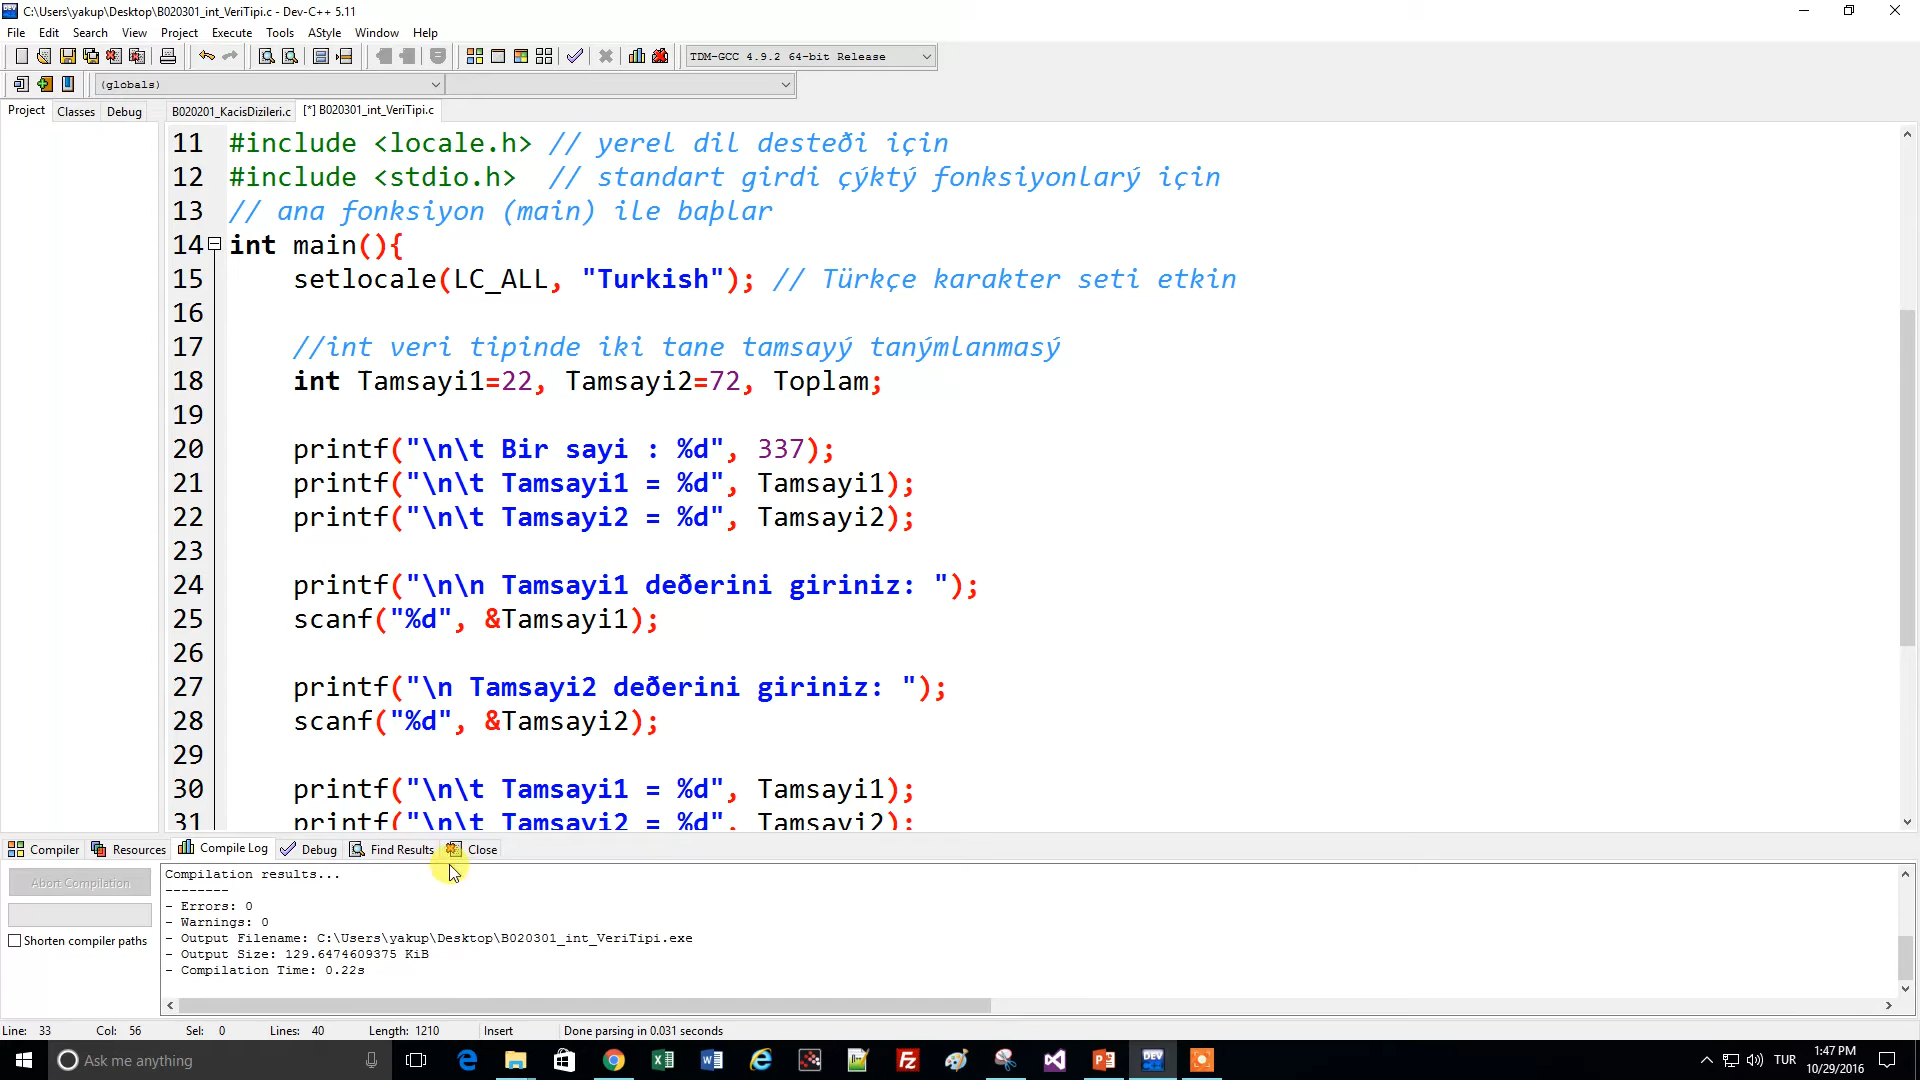 C:\Users\yakup\Desktop\B020301_int_VeriTipi.c - Dev-C++ 5.11
File Edit Search View Project Execute Tools AStyle Window Help
TDM-GCC 4.9.2 64-bit Release
(globals)
Project Classes Debug B020201_KacisDizileri.c [*] B020301_int_VeriTipi.c
11 #include <locale.h> // yerel dil desteði için
12 #include <stdio.h>  // standart girdi çýktý fonksiyonlarý için
13 // ana fonksiyon (main) ile baþlar
14 int main(){
15 setlocale(LC_ALL, "Turkish"); // Türkçe karakter seti etkin
16
17 //int veri tipinde iki tane tamsayý tanýmlanmasý
18 int Tamsayi1=22, Tamsayi2=72, Toplam;
19
20 printf("\n\t Bir sayi : %d", 337);
21 printf("\n\t Tamsayi1 = %d", Tamsayi1);
22 printf("\n\t Tamsayi2 = %d", Tamsayi2);
23
24 printf("\n\n Tamsayi1 deðerini giriniz: ");
25 scanf("%d", &Tamsayi1);
26
27 printf("\n Tamsayi2 deðerini giriniz: ");
28 scanf("%d", &Tamsayi2);
29
30 printf("\n\t Tamsayi1 = %d", Tamsayi1);
31 printf("\n\t Tamsayi2 = %d", Tamsayi2);
Compiler Resources Compile Log Debug Find Results Close
Abort Compilation
Shorten compiler paths
Compilation results...
--------
- Errors: 0
- Warnings: 0
- Output Filename: C:\Users\yakup\Desktop\B020301_int_VeriTipi.exe
- Output Size: 129.6474609375 KiB
- Compilation Time: 0.22s
Line: 33 Col: 56 Sel: 0 Lines: 40 Length: 1210 Insert Done parsing in 0.031 seconds
Ask me anything
TUR
1:47 PM
10/29/2016